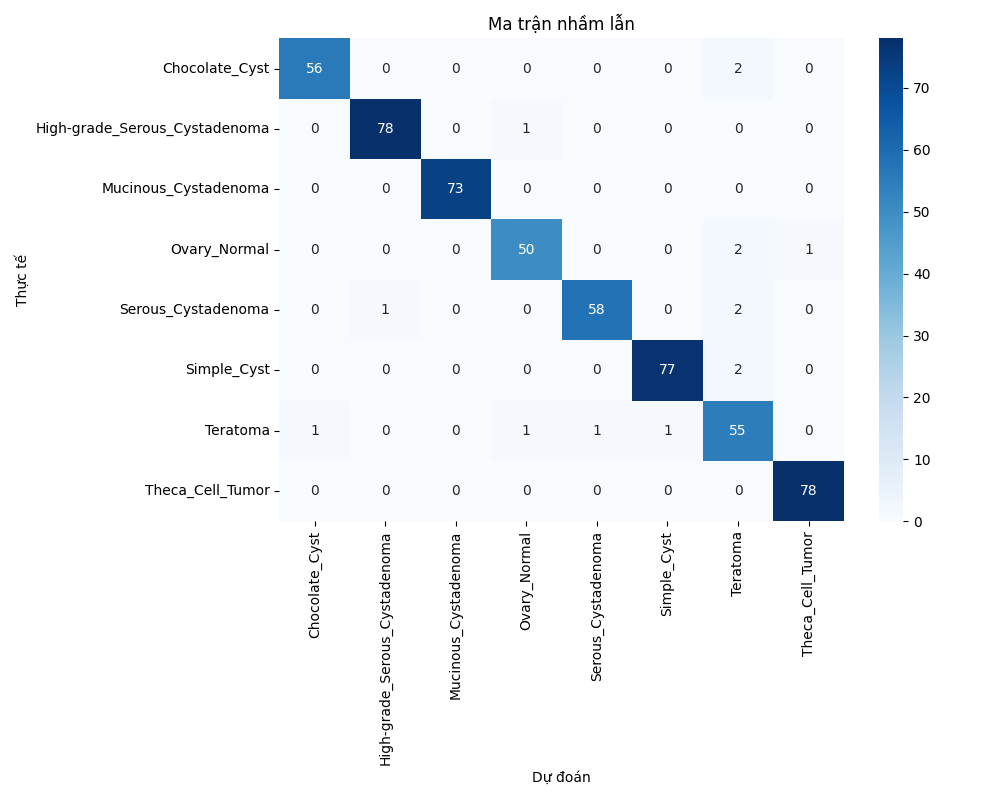 Ma trận nhầm lẫn
Chocolate_Cyst 56 0 0 0 0 0 2 0
High-grade_Serous_Cystadenoma 0 78 0 1 0 0 0 0
Mucinous_Cystadenoma 0 0 73 0 0 0 0 0
Ovary_Normal 0 0 0 50 0 0 2 1
Serous_Cystadenoma 0 1 0 0 58 0 2 0
Simple_Cyst 0 0 0 0 0 77 2 0
Teratoma 1 0 0 1 1 1 55 0
Theca_Cell_Tumor 0 0 0 0 0 0 0 78
Thực tế
Chocolate_Cyst
High-grade_Serous_Cystadenoma
Mucinous_Cystadenoma
Ovary_Normal
Serous_Cystadenoma
Simple_Cyst
Teratoma
Theca_Cell_Tumor
Dự đoán
70
60
50
40
30
20
10
0